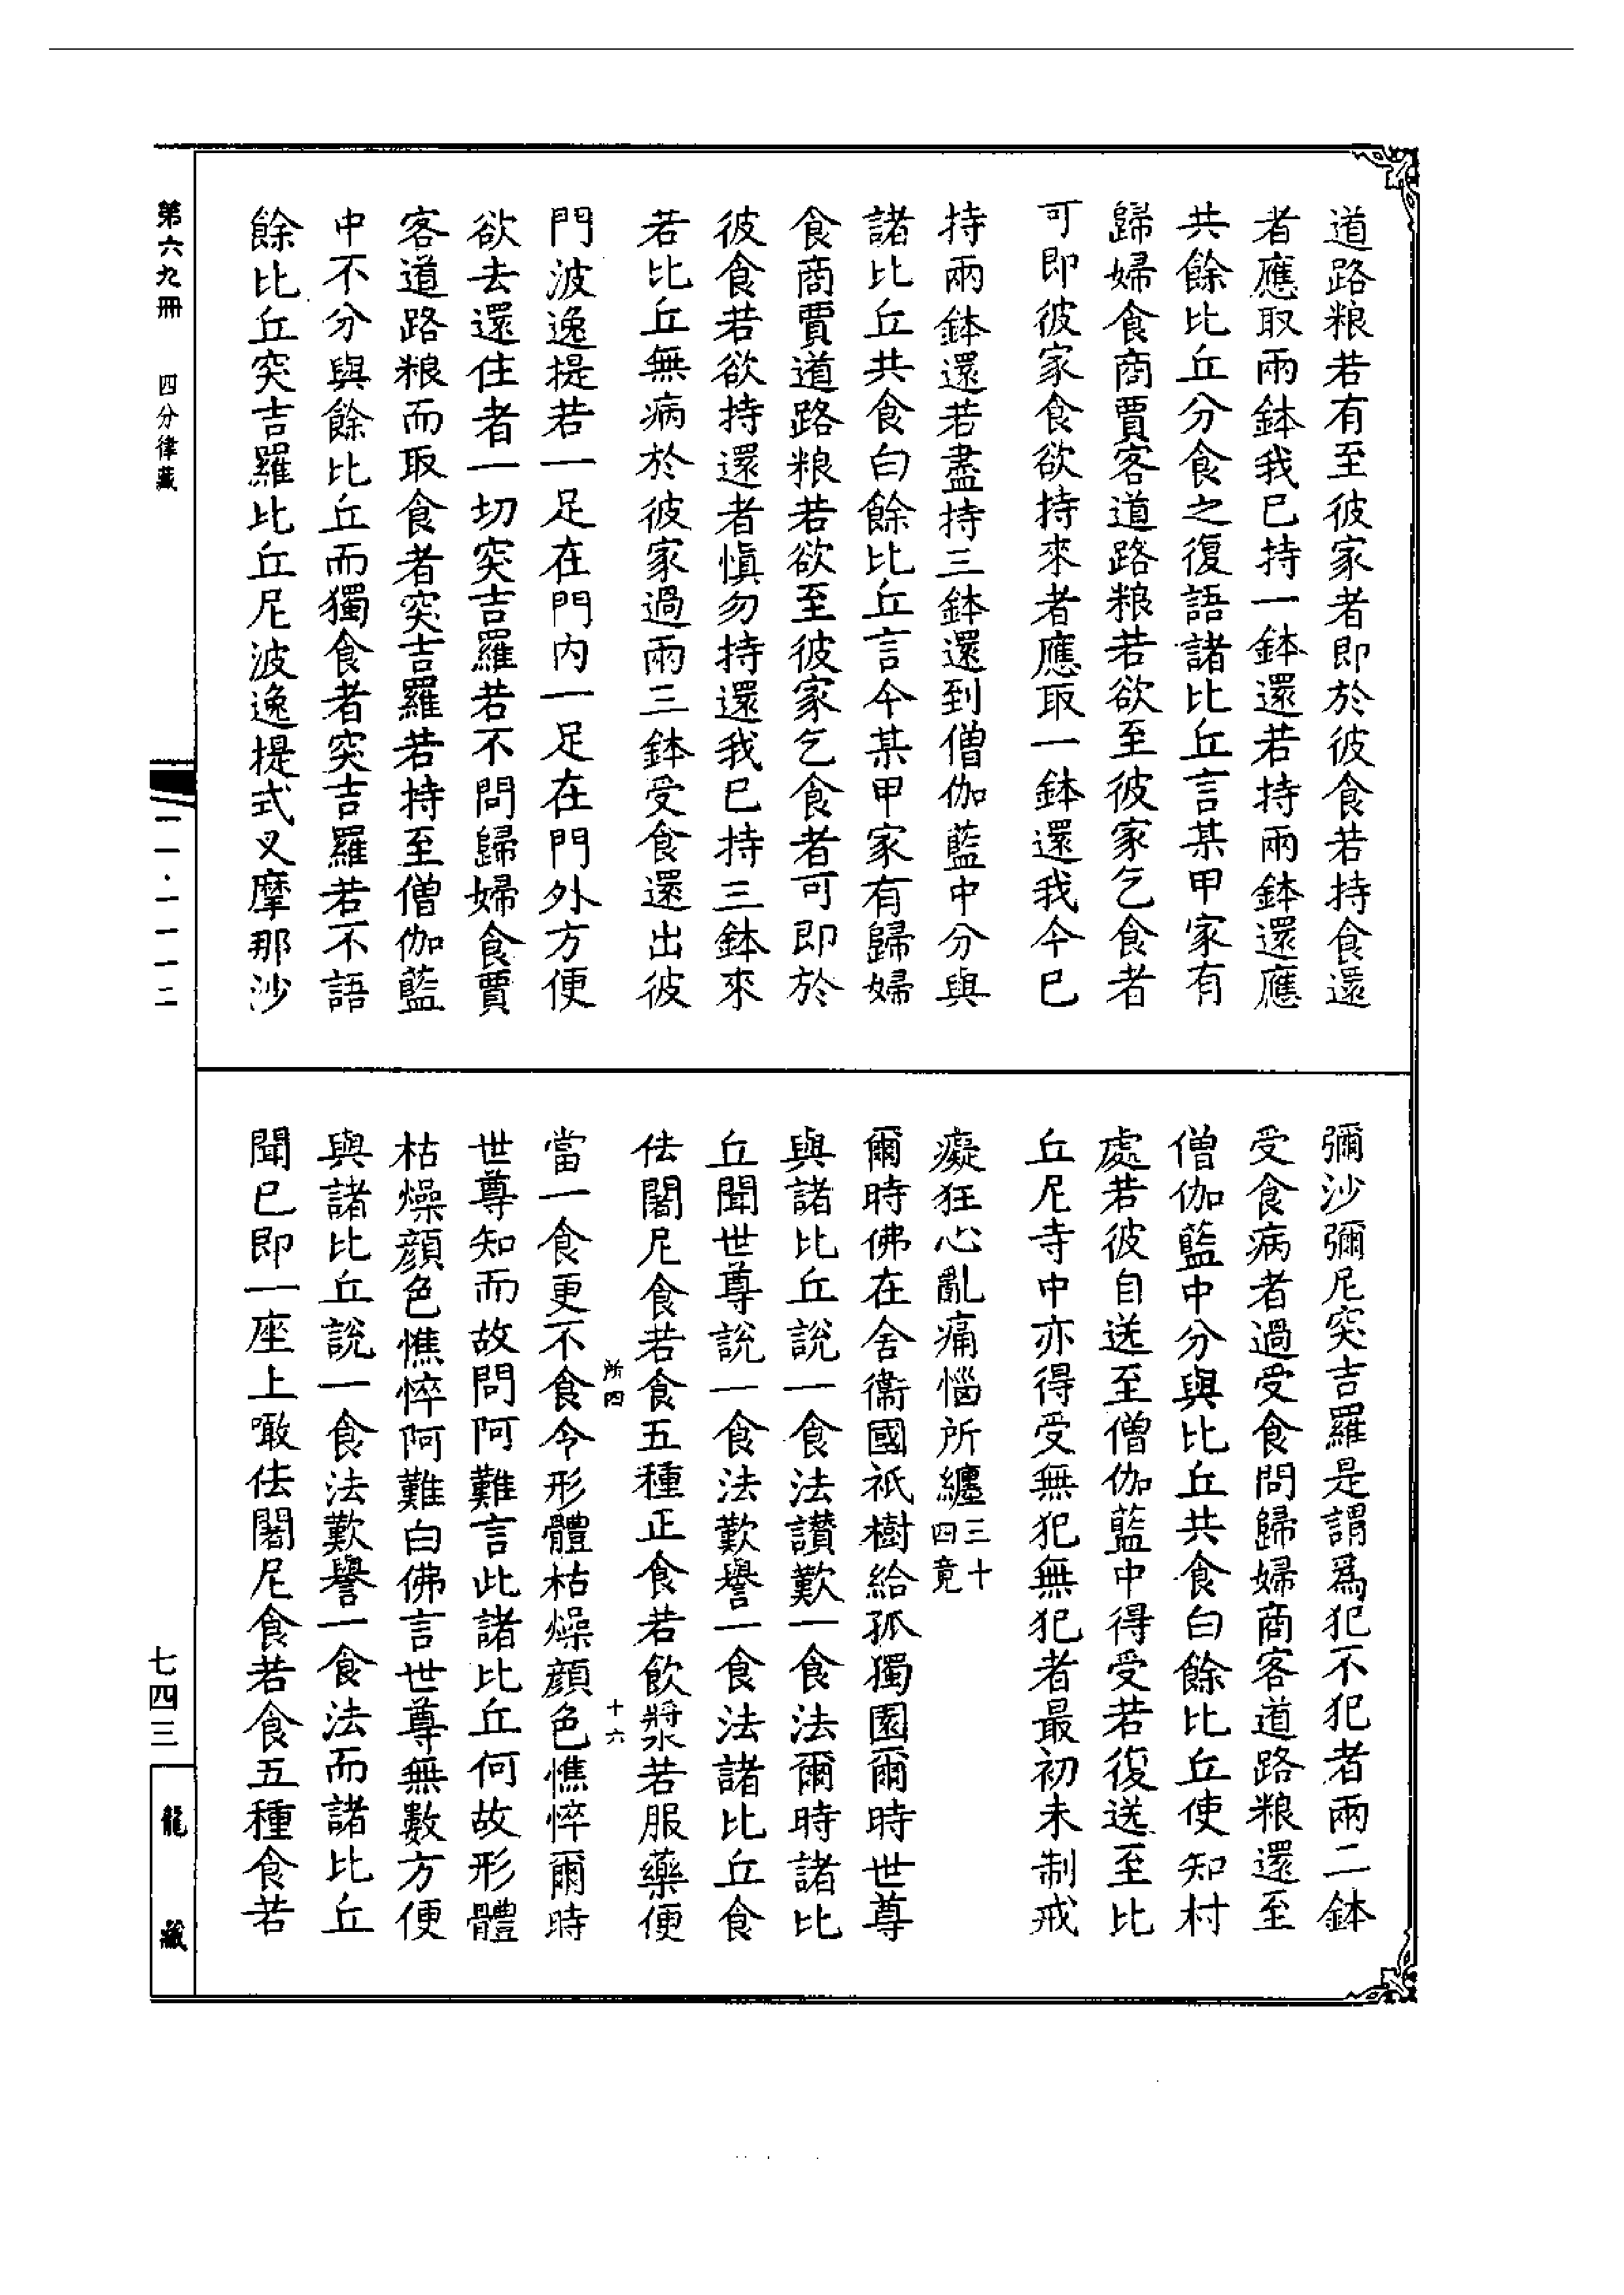 道路粮若有至彼家者即於彼食若持食還
者應取兩鉢我已持一鉢還若持兩鉢還應
共餘比丘分食之復語諸比丘言某甲家有
歸婦食商賈客道路粮若欲至彼家乞食者
可即彼家食欲持來者應取一鉢還我今已
持兩鉢還若盡持三鉢還到僧伽藍中分與
諸比丘共食白餘比丘言今某甲家有歸婦
食商賈道路粮若欲至彼家乞食者可即於
彼食若欲持還者慎勿持還我已持三鉢來
若比丘無病於彼家過兩三鉢受食還出彼
門波逸提若一足在門內一足在門外方便
欲去還住者一切突吉羅若不問歸婦食賈
客道路粮而取食者突吉羅若持至僧伽藍
中不分與餘比丘而獨食者突吉羅若不語
餘比丘突吉羅比丘尼波逸提式叉摩那沙
彌沙彌尼突吉羅是謂爲犯不犯者兩三鉢
受食病者過受食問歸婦商客道路粮還至
僧伽藍中分與比丘共食白餘比丘使知村
處若彼自送至僧伽藍中得受若復送至比
丘尼寺中亦得受無犯無犯者最初未制戒
癡狂心亂痛惱所纏三十四竟
爾時佛在舍衞國祇樹給孤獨園爾時世尊
與諸比丘說一食法讃歎一食法爾時諸比
丘聞世尊說一食法歎譽一食法諸比丘食
佉闍尼食若食五種正食若飲漿若服藥便
所四
十六
當一食更不食令形體枯燥顏色憔悴爾時
世尊知而故問阿難言此諸比丘何故形體
枯燥顏色憔悴阿難白佛言世尊無數方便
與諸比丘說一食法歎譽一食法而諸比丘
聞已即一座上噉佉闍尼食若食五種食若
第六九冊
四分律藏
一一一·一一一二
七四三
龍藏